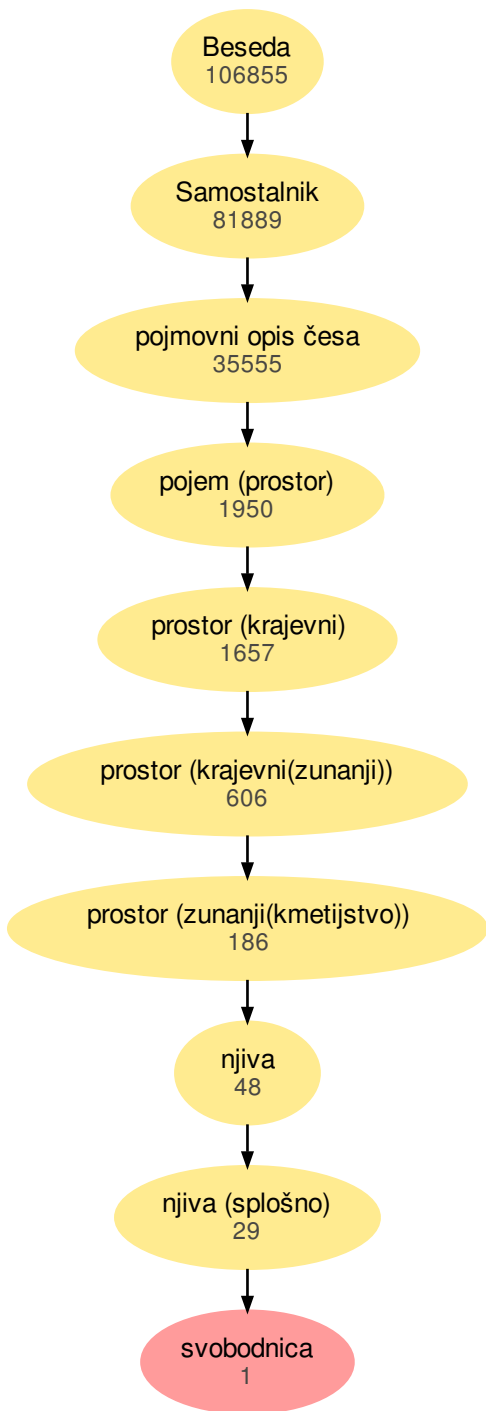 Beseda
106855
Samostalnik
81889
pojmovni opis česa
35555
pojem (prostor)
1950
prostor (krajevni)
1657
prostor (krajevni(zunanji))
606
prostor (zunanji(kmetijstvo))
186
njiva
48
njiva (splošno)
29
svobodnica
1